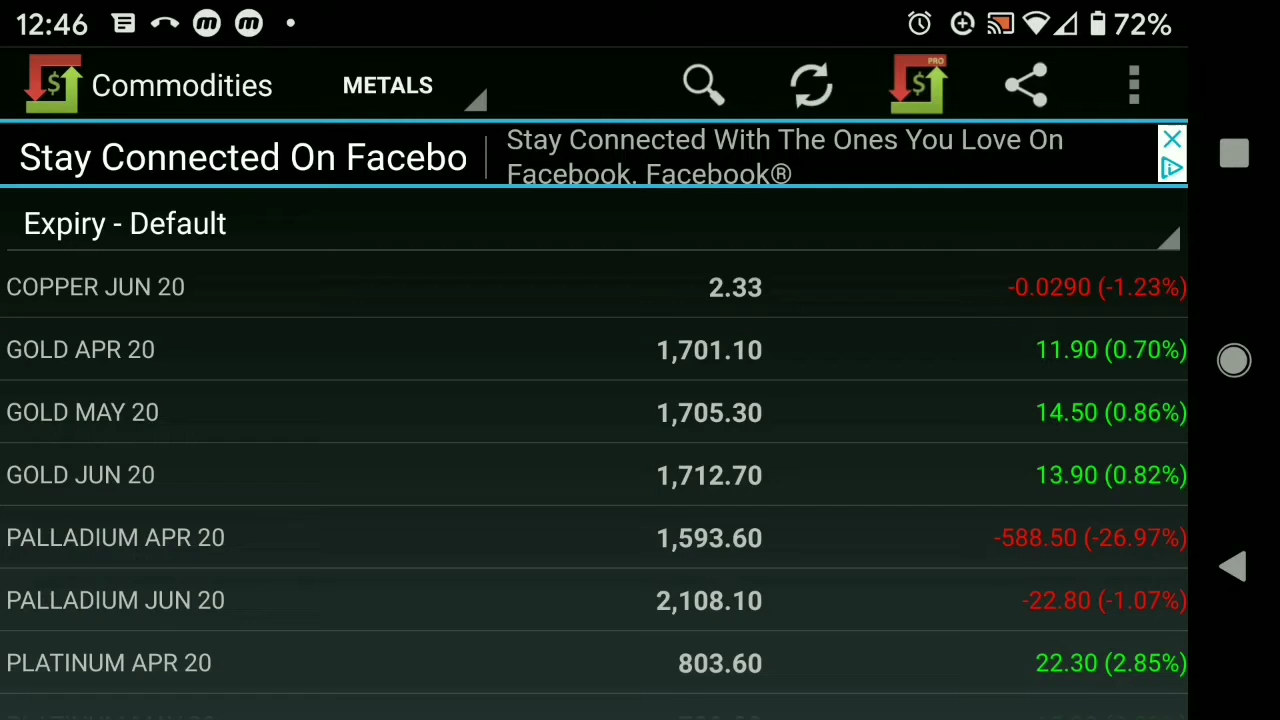 12:46 72%
Commodities METALS PRO
$ $
Stay Connected On Facebo
Stay Connected With The Ones You Love On
Facebook. Facebook®
Expiry - Default
COPPER JUN 20 2.33 -0.0290 (-1.23%)
GOLD APR 20 1,701.10 11.90 (0.70%)
GOLD MAY 20 1,705.30 14.50 (0.86%)
GOLD JUN 20 1,712.70 13.90 (0.82%)
PALLADIUM APR 20 1,593.60 -588.50 (-26.97%)
PALLADIUM JUN 20 2,108.10 -22.80 (-1.07%)
PLATINUM APR 20 803.60 22.30 (2.85%)